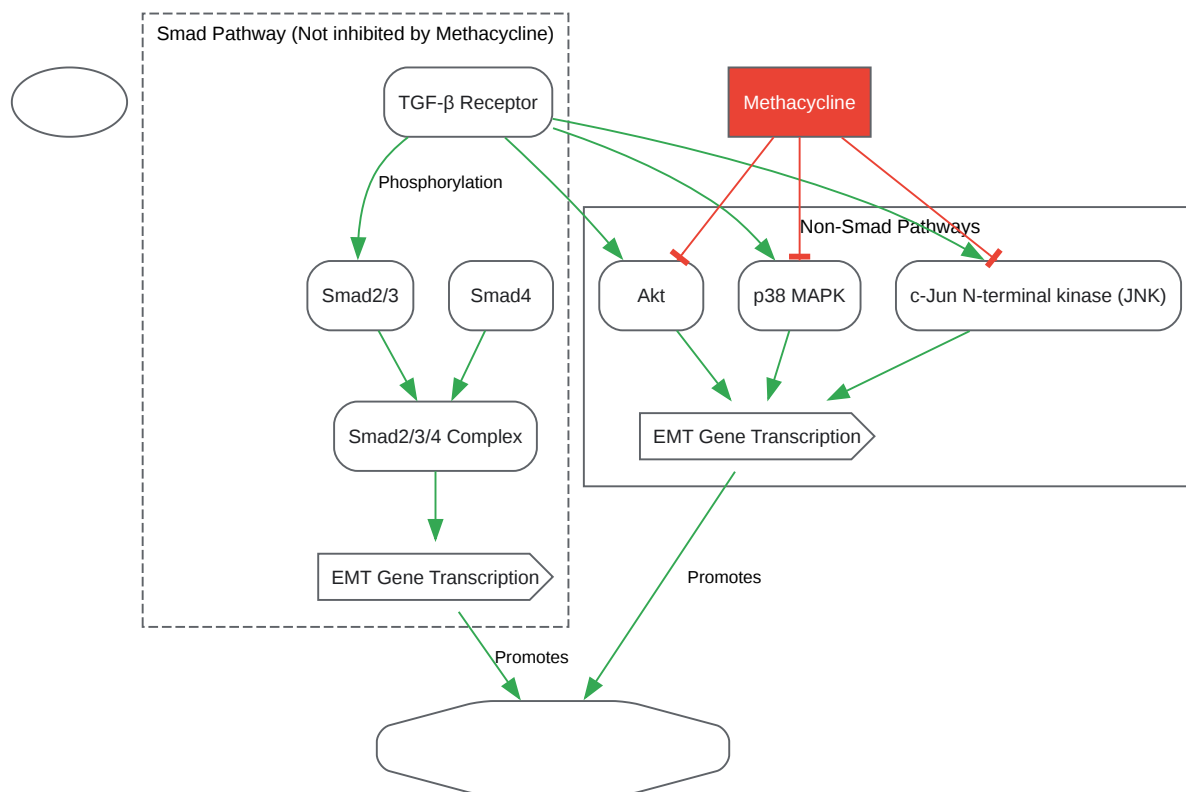 Smad Pathway (Not inhibited by Methacycline)
TGF-β Receptor
Methacycline
Phosphorylation
Non-Smad Pathways
Smad2/3
Smad4
Akt
p38 MAPK
c-Jun N-terminal kinase (JNK)
Smad2/3/4 Complex
EMT Gene Transcription
EMT Gene Transcription
Promotes
Promotes